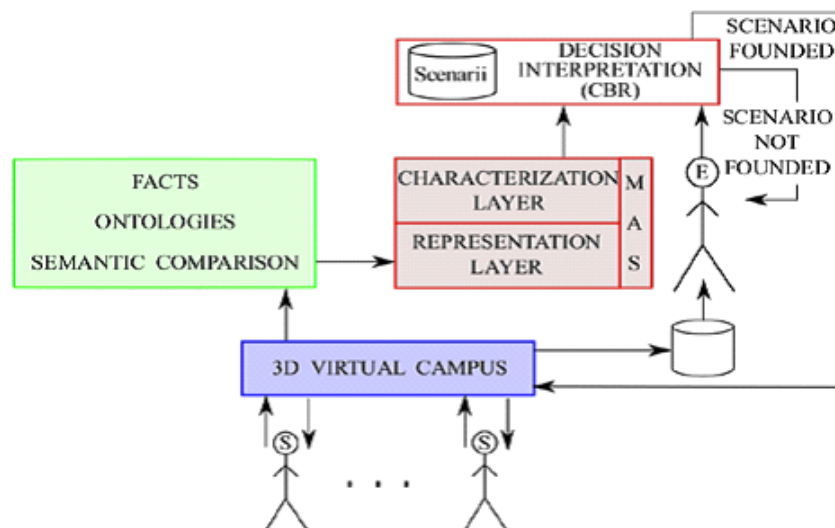 SCENARIO
FOUNDED
DECISION
INTERPRETATION
(CBR)
Scenarii
SCENARIO
NOT
FOUNDED
E
FACTS
ONTOLOGIES
SEMANTIC COMPARISON
CHARACTERIZATION
LAYER
REPRESENTATION
LAYER
M
A
S
3D VIRTUAL CAMPUS
S
. . .
S